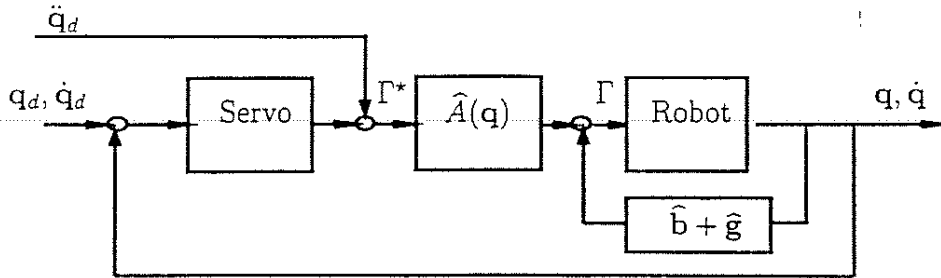 q̈_d
q_d, q̇_d
Servo
Γ*
Â(q)
Γ
Robot
q, q̇
b̂ + ĝ